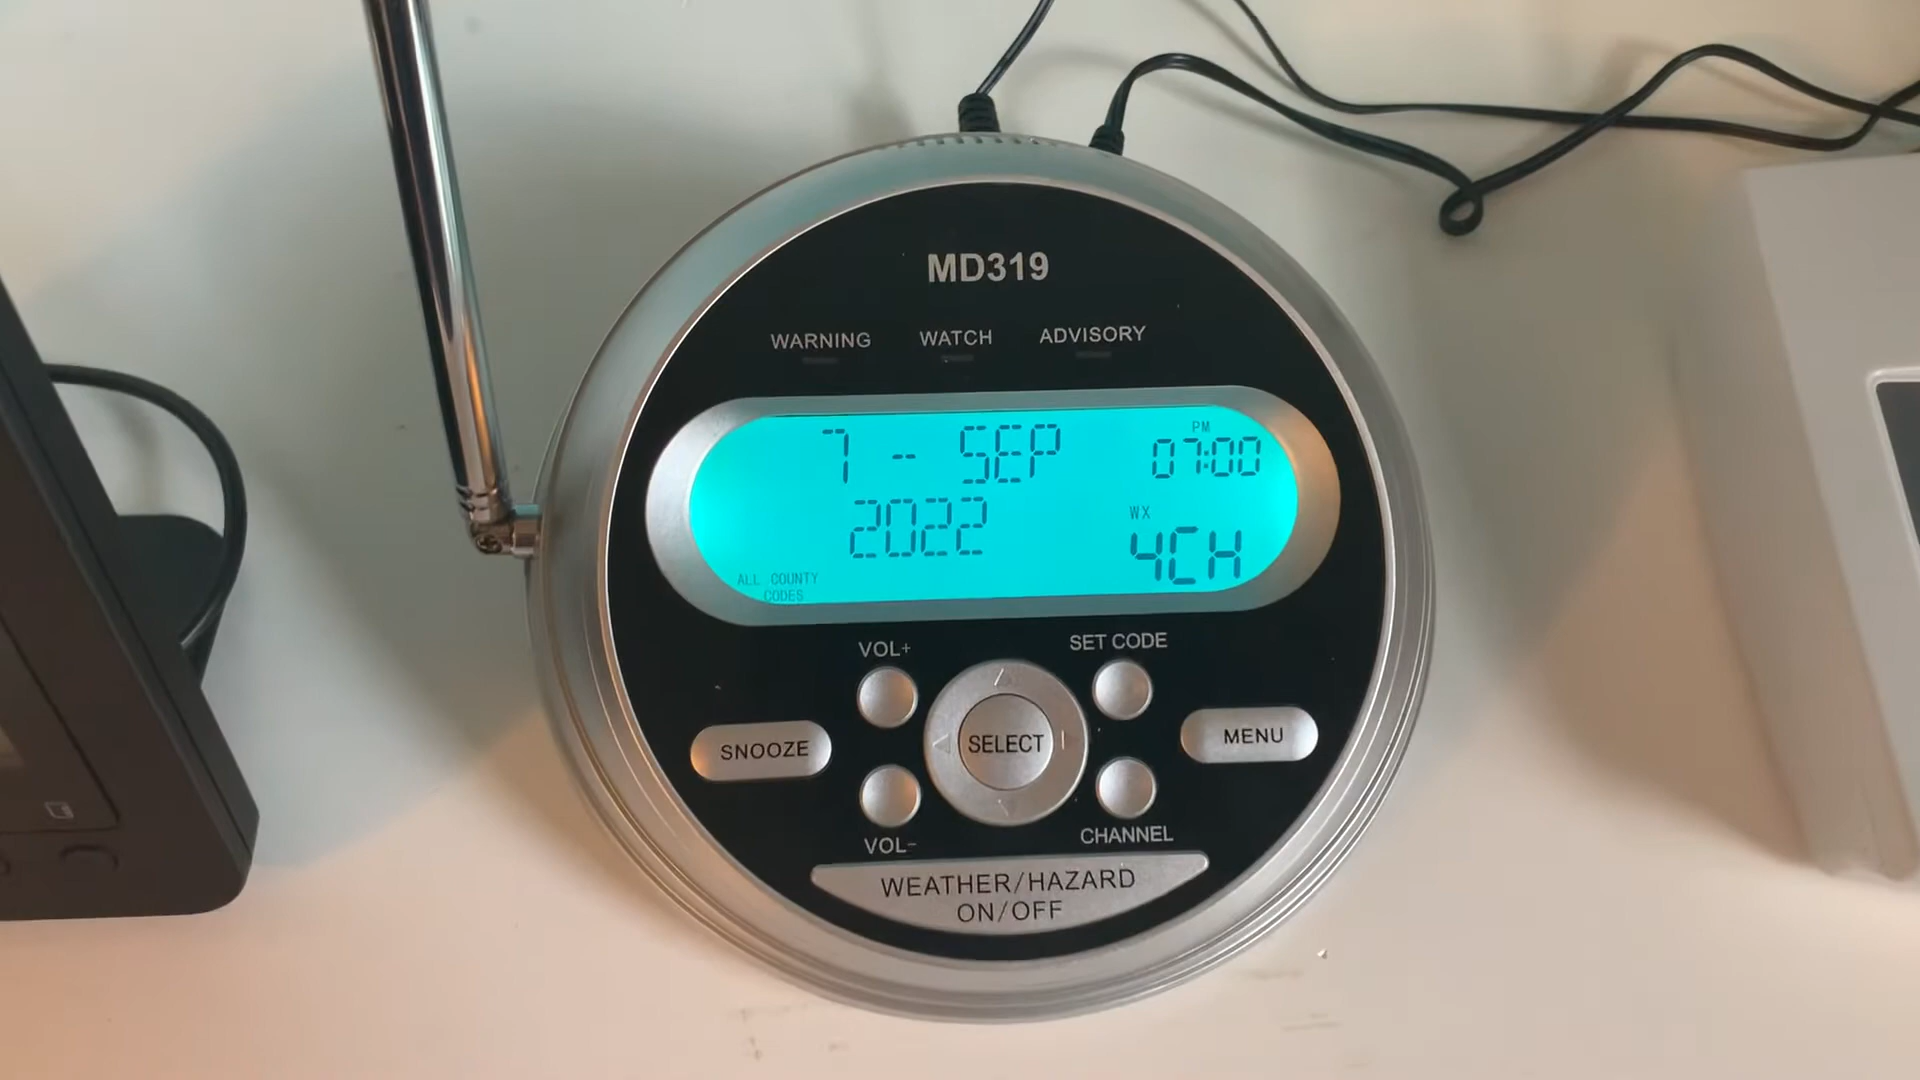 MD319
WARNING WATCH ADVISORY
7 - SEP
PM
07:00
2022
WX
4CH
ALL COUNTY
CODES
VOL+
SET CODE
SNOOZE
SELECT
MENU
VOL-
CHANNEL
WEATHER/HAZARD
ON/OFF